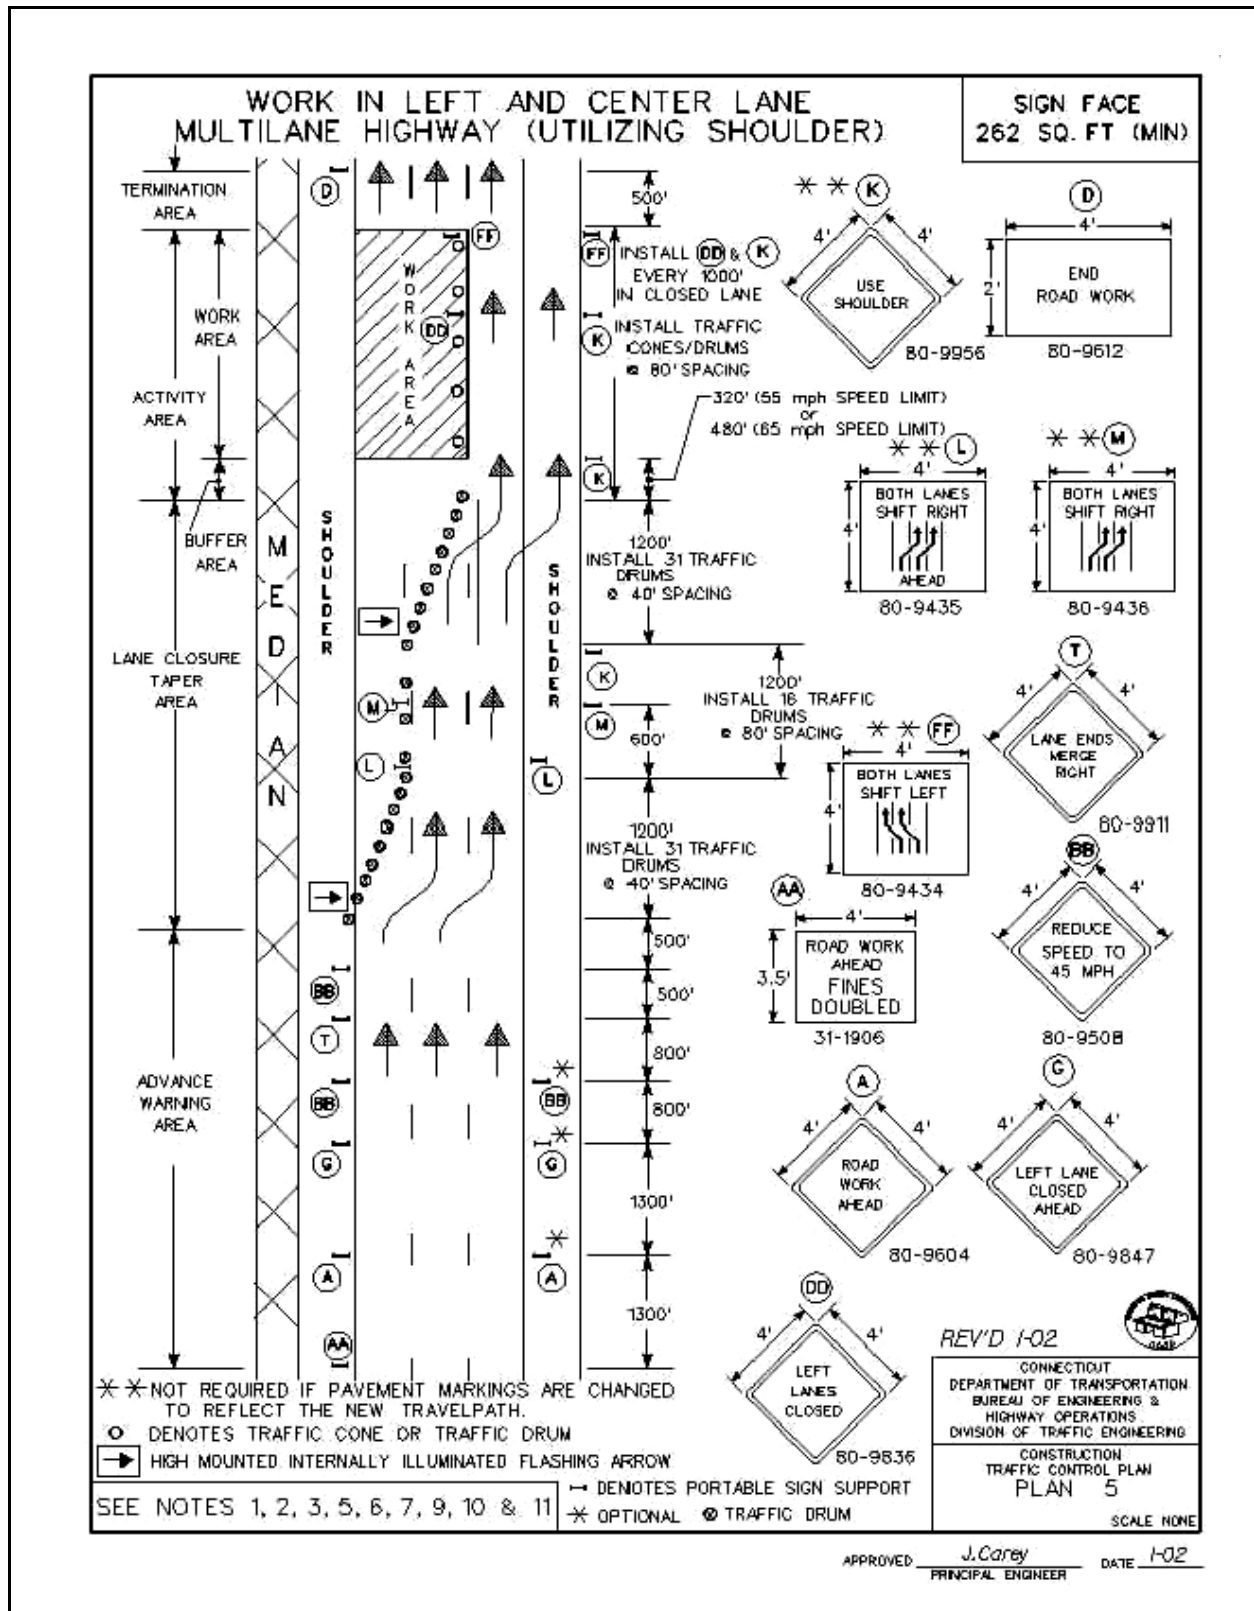 WORK IN LEFT AND CENTER LANE
MULTILANE HIGHWAY (UTILIZING SHOULDER)
SIGN FACE
262 SQ. FT (MIN)
TERMINATION
AREA
WORK
AREA
ACTIVITY
AREA
BUFFER
AREA
LANE CLOSURE
TAPER
AREA
ADVANCE
WARNING
AREA
MEDIAN
SHOULDER
WORK AREA
SHOULDER
D
FF
DD
M
L
BB
T
BB
G
A
AA
FF
K
K
K
M
L
BB
G
A
500'
INSTALL DD & K
EVERY 1000'
IN CLOSED LANE
INSTALL TRAFFIC
CONES/DRUMS
@ 80' SPACING
320' (55 mph SPEED LIMIT)
or
480' (65 mph SPEED LIMIT)
1200'
INSTALL 31 TRAFFIC
DRUMS
@ 40' SPACING
1200'
INSTALL 16 TRAFFIC
DRUMS
@ 80' SPACING
600'
1200'
INSTALL 31 TRAFFIC
DRUMS
@ 40' SPACING
500'
500'
800'
800'
1300'
1300'
* * K
4' 4'
USE
SHOULDER
80-9956
D
4'
2'
END
ROAD WORK
80-9612
* * L
4'
4'
BOTH LANES
SHIFT RIGHT
AHEAD
80-9435
* * M
4'
4'
BOTH LANES
SHIFT RIGHT
80-9436
T
4' 4'
LANE ENDS
MERGE
RIGHT
80-9911
* * FF
4'
4'
BOTH LANES
SHIFT LEFT
80-9434
BB
4' 4'
REDUCE
SPEED TO
45 MPH
80-9508
AA
4'
3.5'
ROAD WORK
AHEAD
FINES
DOUBLED
31-1906
A
4' 4'
ROAD
WORK
AHEAD
80-9604
G
4' 4'
LEFT LANE
CLOSED
AHEAD
80-9847
DD
4' 4'
LEFT
LANES
CLOSED
80-9836
* * NOT REQUIRED IF PAVEMENT MARKINGS ARE CHANGED
TO REFLECT THE NEW TRAVELPATH.
DENOTES TRAFFIC CONE OR TRAFFIC DRUM
HIGH MOUNTED INTERNALLY ILLUMINATED FLASHING ARROW
SEE NOTES 1, 2, 3, 5, 6, 7, 9, 10 & 11
DENOTES PORTABLE SIGN SUPPORT
* OPTIONAL TRAFFIC DRUM
REV'D 1-02
CONNECTICUT
DEPARTMENT OF TRANSPORTATION
BUREAU OF ENGINEERING &
HIGHWAY OPERATIONS
DIVISION OF TRAFFIC ENGINEERING
CONSTRUCTION
TRAFFIC CONTROL PLAN
PLAN 5
SCALE NONE
APPROVED J.Carey DATE 1-02
PRINCIPAL ENGINEER